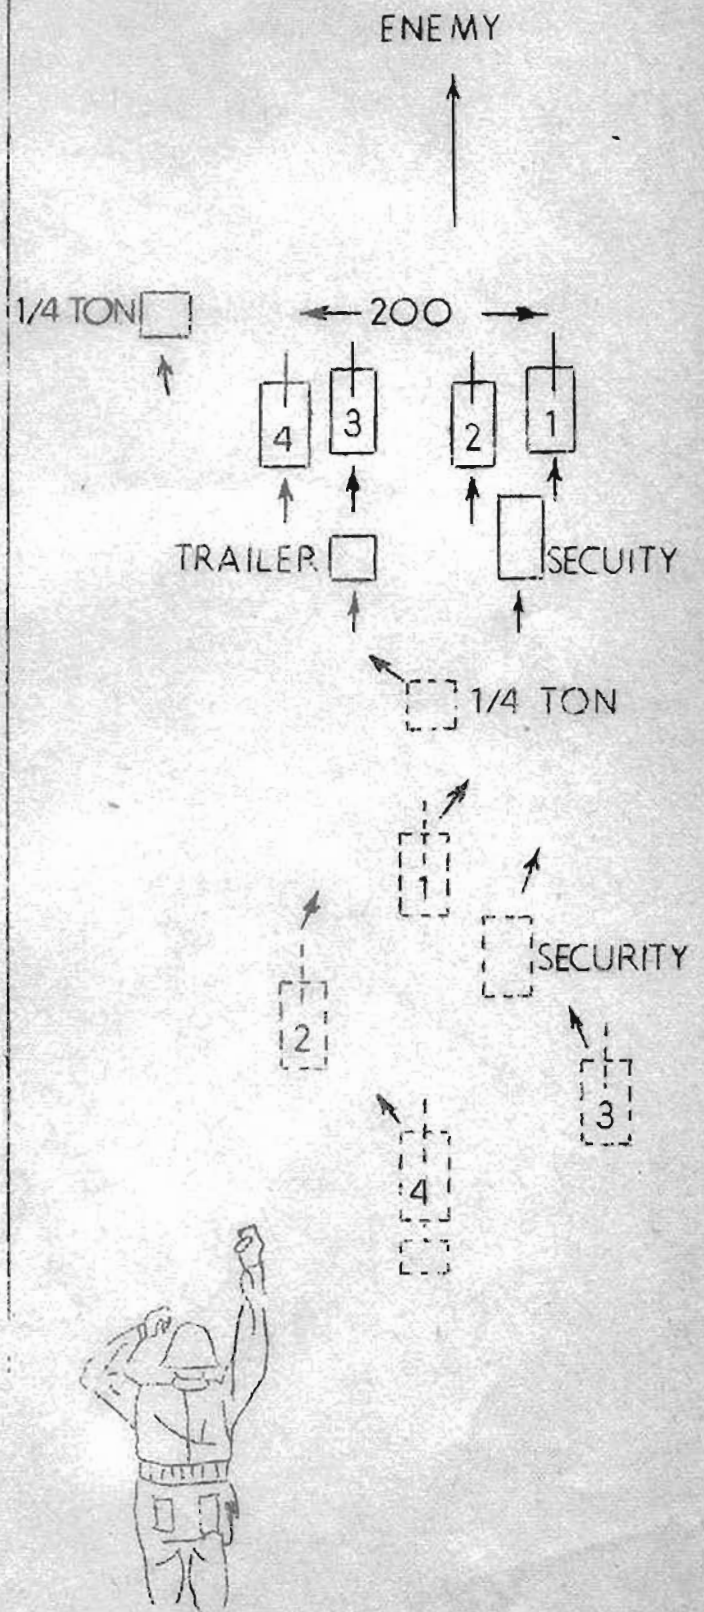 ENEMY
1/4 TON
200
4 3 2 1
TRAILER
SECUITY
1/4 TON
1
SECURITY
2
3
4